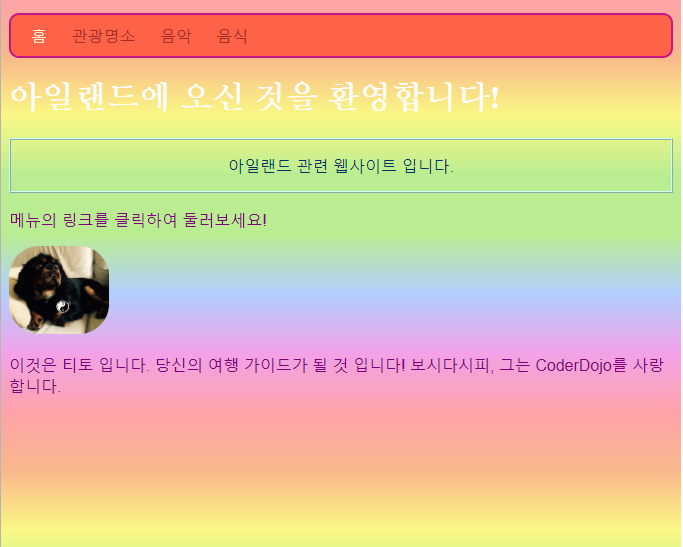 홈 관광명소 음악 음식
아일랜드에 오신 것을 환영합니다!
아일랜드 관련 웹사이트 입니다.
메뉴의 링크를 클릭하여 둘러보세요!
이것은 티토 입니다. 당신의 여행 가이드가 될 것 입니다! 보시다시피, 그는 CoderDojo를 사랑
합니다.